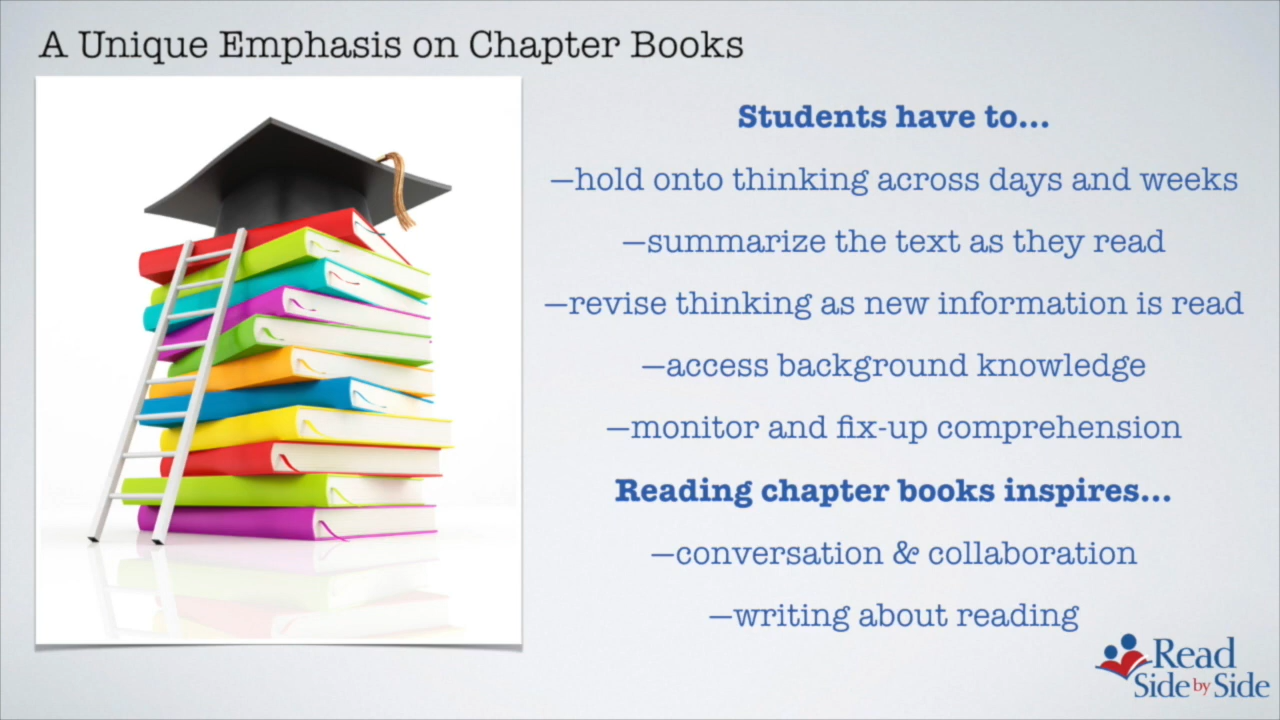 A Unique Emphasis on Chapter Books
Students have to...
—hold onto thinking across days and weeks
—summarize the text as they read
—revise thinking as new information is read
—access background knowledge
—monitor and fix-up comprehension
Reading chapter books inspires...
—conversation & collaboration
—writing about reading
Read
Side by Side